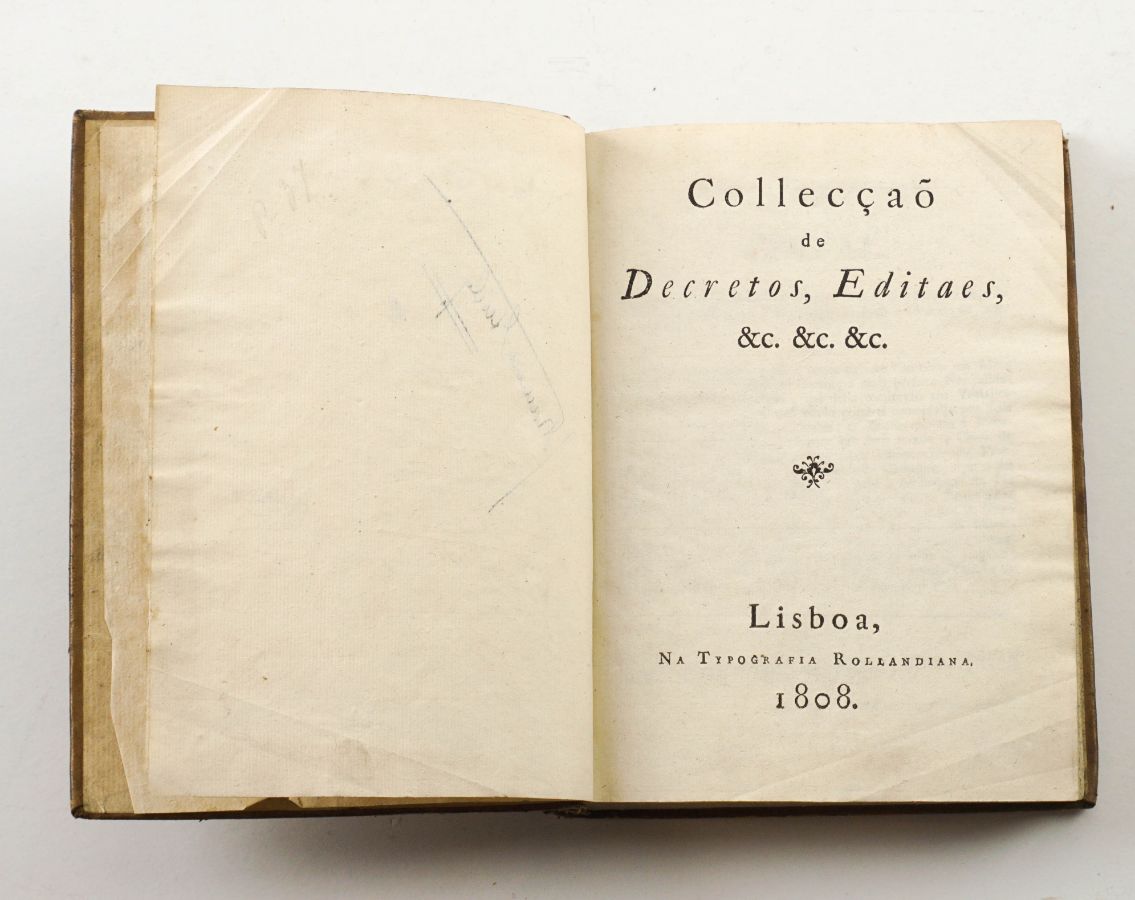 Collecçaõ
de
Decretos, Editaes,
&c. &c. &c.
Lisboa,
Na Typografia Rollandiana.
1808.